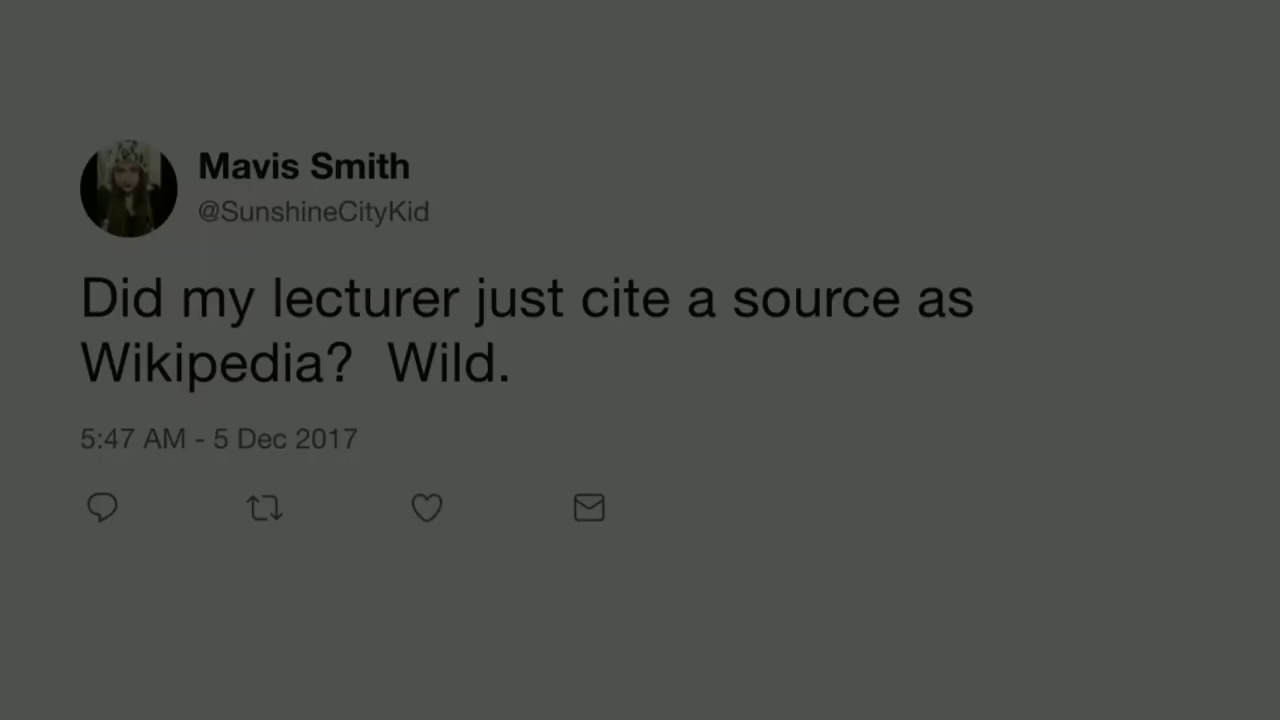 Mavis Smith
@SunshineCityKid
Did my lecturer just cite a source as
Wikipedia? Wild.
5:47 AM - 5 Dec 2017